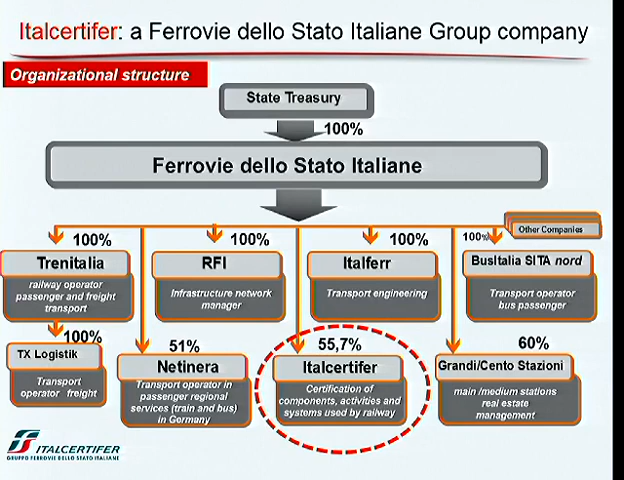 Italcertifer: a Ferrovie dello Stato Italiane Group company
Organizational structure
State Treasury
100%
Ferrovie dello Stato Italiane
Other Companies
100%
100%
100%
100%
Trenitalia
RFI
Italferr
BusItalia SITA nord
railway operator
passenger and freight
transport
Infrastructure network
manager
Transport engineering
Transport operator
bus passenger
100%
51%
55,7%
60%
TX Logistik
Netinera
Italcertifer
Grandi/Cento Stazioni
Transport
operator freight
Transport operator in
passenger regional
services (train and bus)
in Germany
Certification of
components, activities and
systems used by railway
main /medium stations
real estate
management
ITALCERTIFER
GRUPPO FERROVIE DELLO STATO ITALIANE